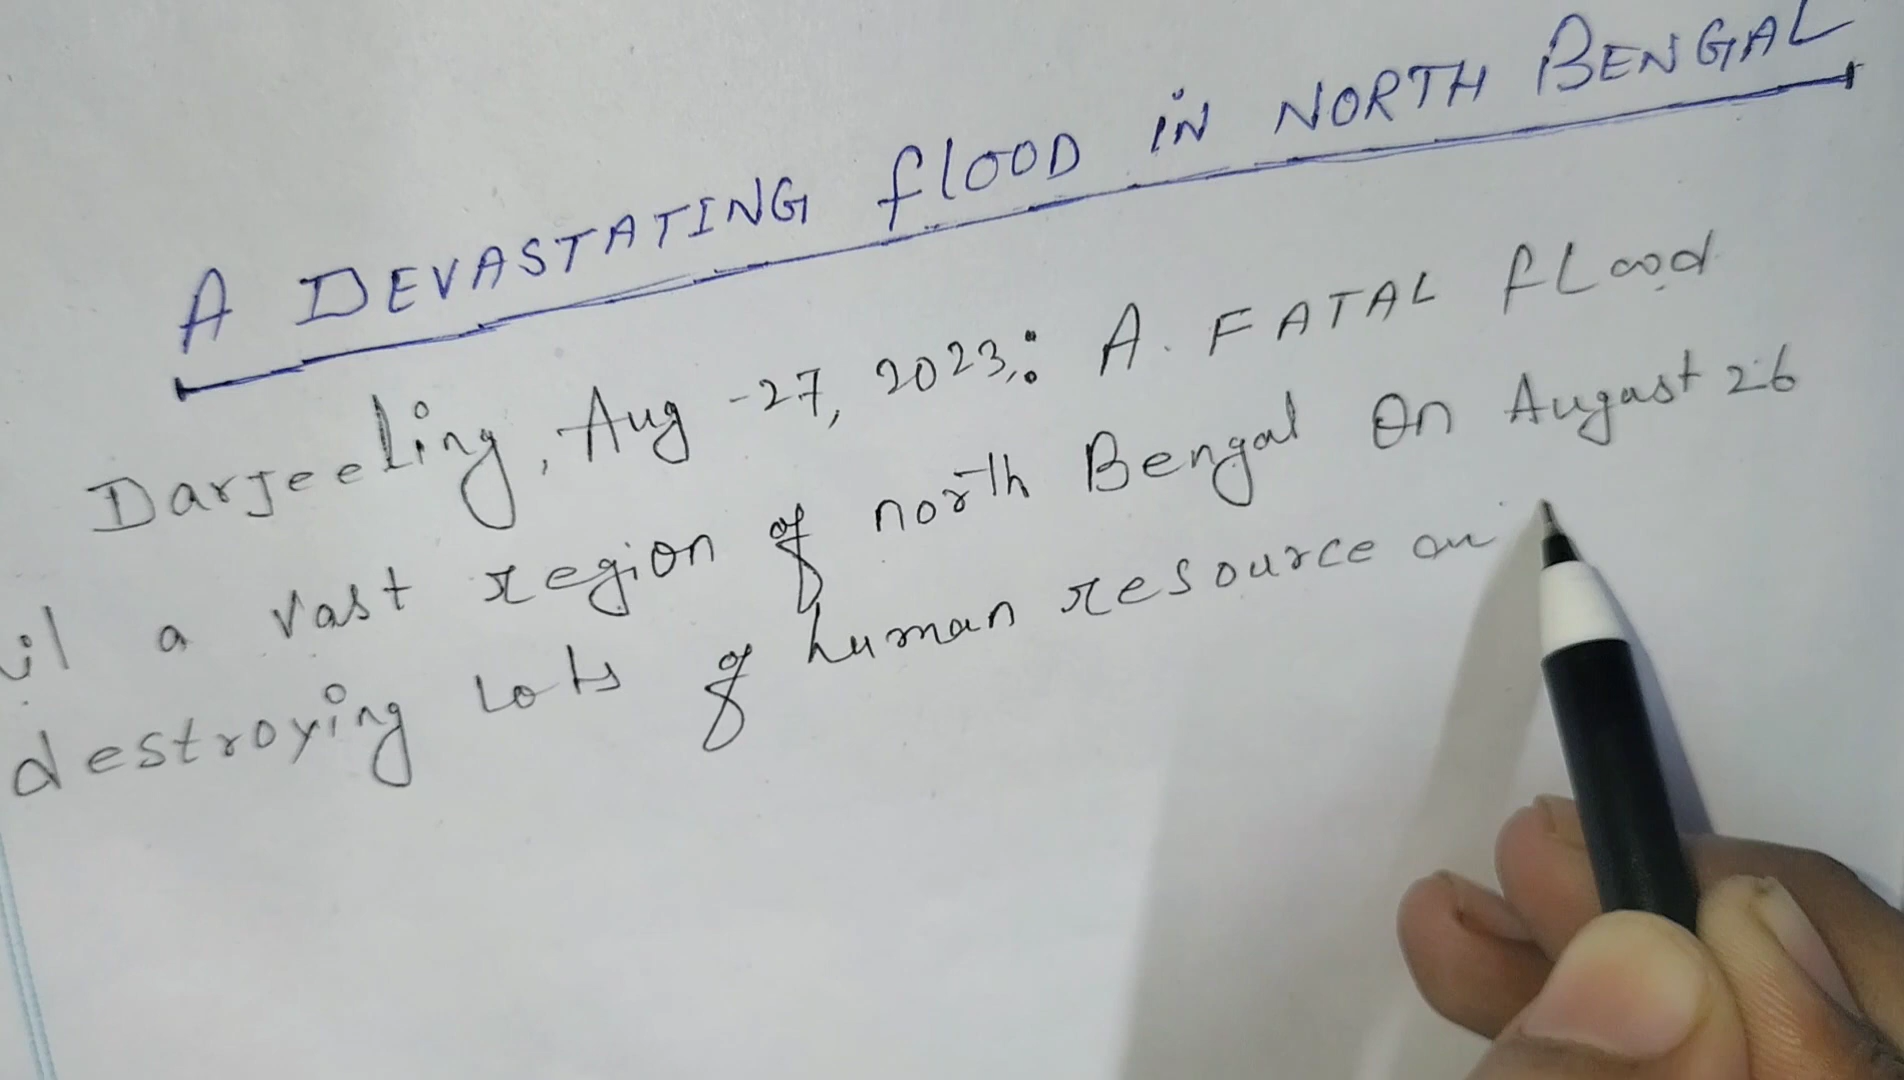 A DEVASTATING flOOD iN NORTH BENGAL
Darjeeling, Aug -27, 2023,: A. FATAL fLood
a vast region of north Bengal On August 26
destroying Lots of human resource an